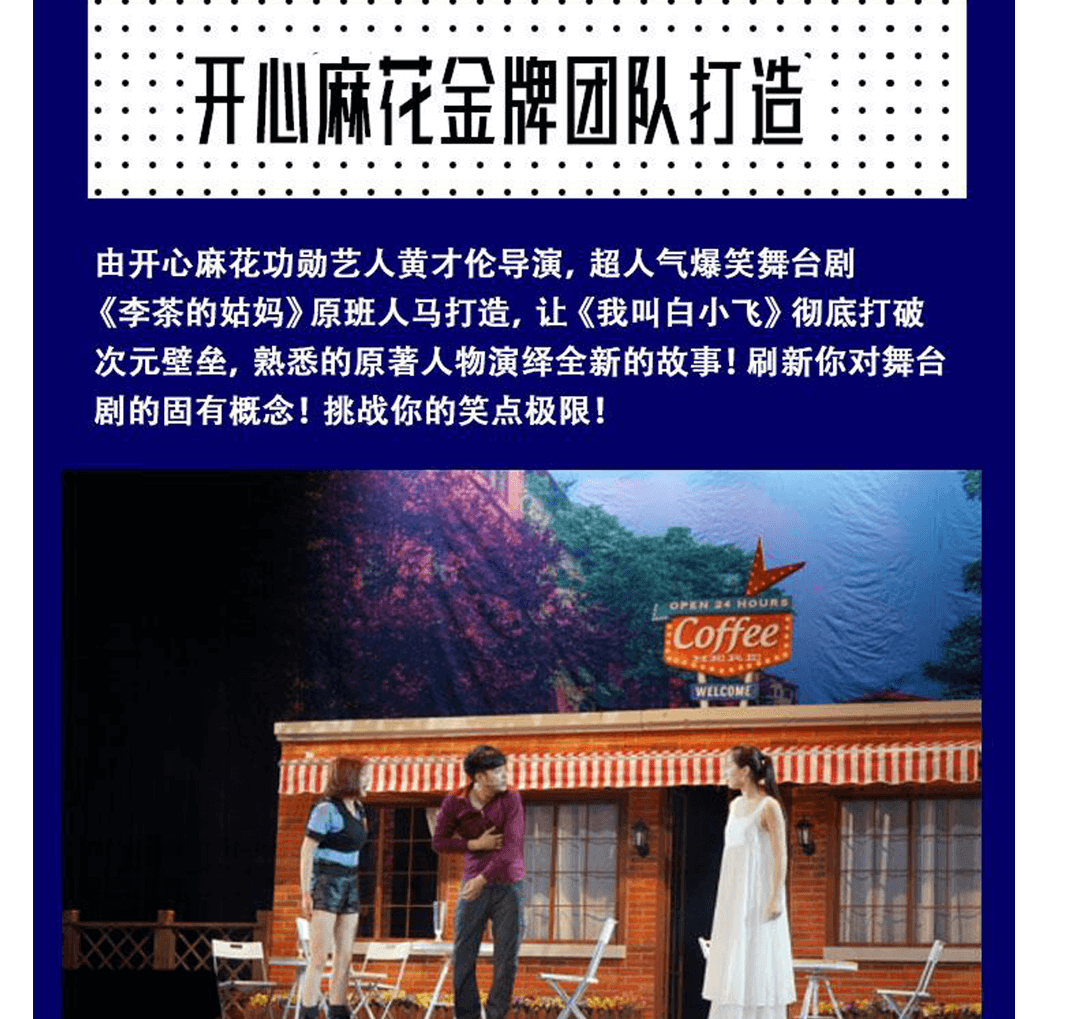 开心麻花金牌团队打造
由开心麻花功勋艺人黄才伦导演, 超人气爆笑舞台剧
《李茶的姑妈》原班人马打造, 让《我叫白小飞》彻底打破
次元壁垒, 熟悉的原著人物演绎全新的故事! 刷新你对舞台
剧的固有概念! 挑战你的笑点极限!
OPEN 24 HOURS
Coffee
WELCOME